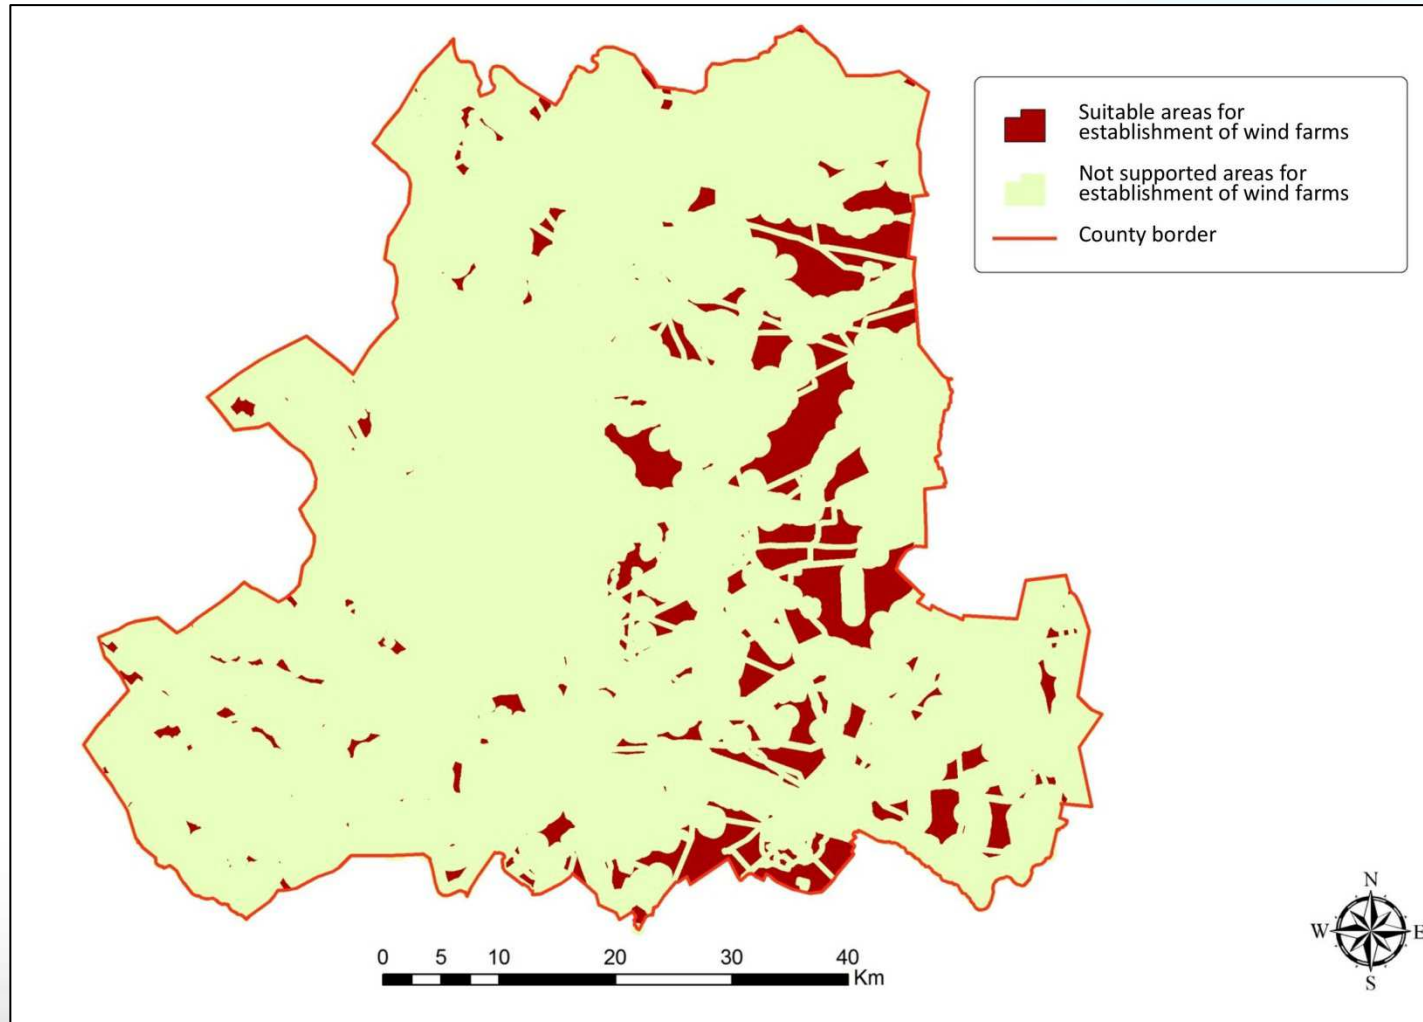 Suitable areas for
establishment of wind farms
Not supported areas for
establishment of wind farms
County border
N
W E
S
0 5 10 20 30 40
Km